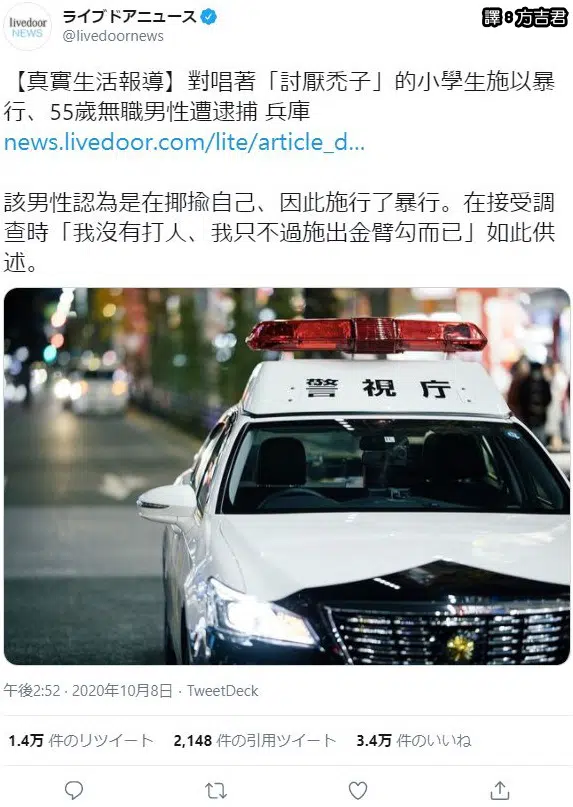 livedoor
NEWS
ライブドアニュース
@livedoornews
譯:方吉君
【真實生活報導】對唱著「討厭禿子」的小學生施以暴
行、55歲無職男性遭逮捕 兵庫
news.livedoor.com/lite/article_d...
該男性認為是在揶揄自己、因此施行了暴行。在接受調
查時「我沒有打人、我只不過施出金臂勾而已」如此供
述。
警視庁
午後2:52 · 2020年10月8日 · TweetDeck
1.4万 件のリツイート 2,148 件の引用ツイート 3.4万 件のいいね